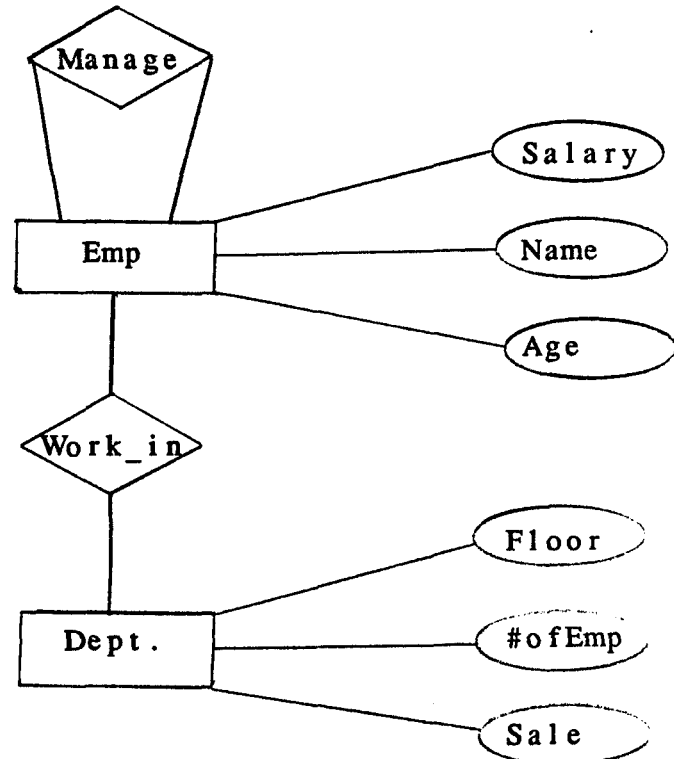 Manage
Salary
Emp
Name
Age
Work_in
Floor
Dept.
#ofEmp
Sale